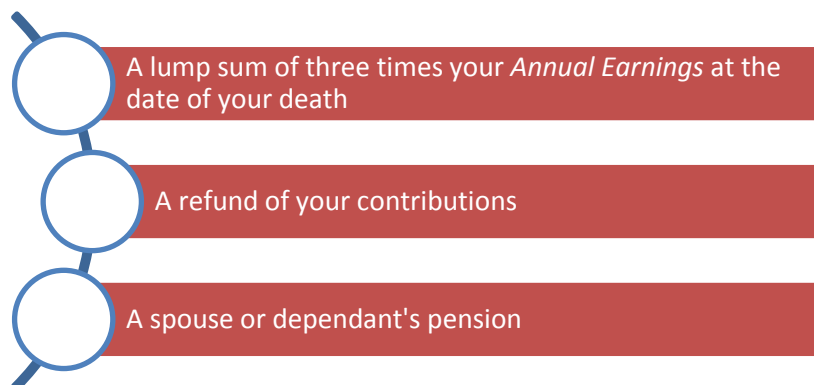 A lump sum of three times your Annual Earnings at the
date of your death
A refund of your contributions
A spouse or dependant's pension